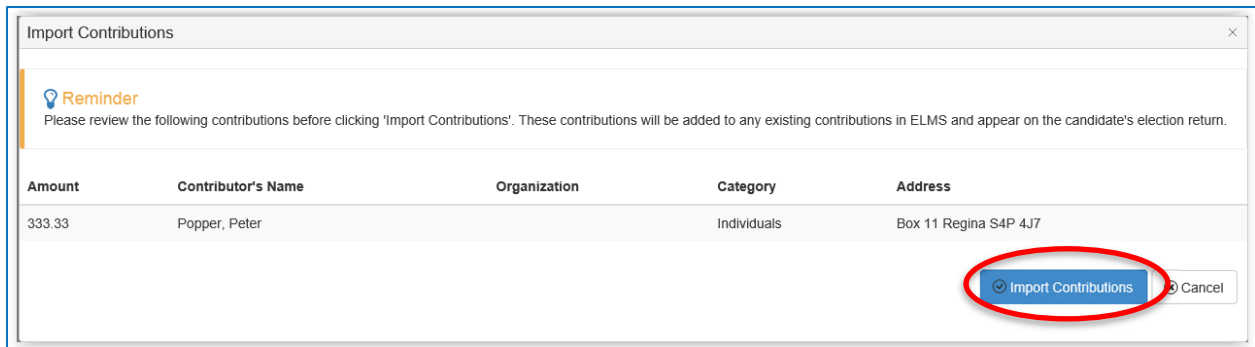 Import Contributions ×
Reminder
Please review the following contributions before clicking 'Import Contributions'. These contributions will be added to any existing contributions in ELMS and appear on the candidate's election return.
Amount Contributor's Name Organization Category Address
333.33 Popper, Peter Individuals Box 11 Regina S4P 4J7
Import Contributions Cancel